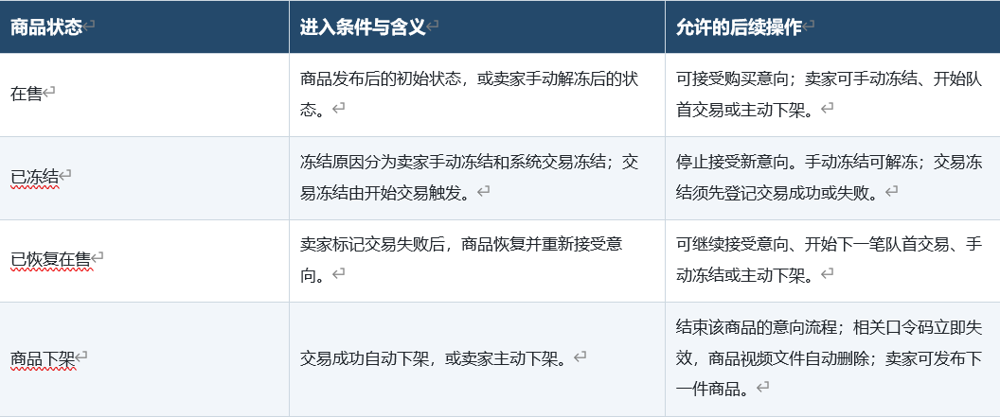 商品状态 进入条件与含义 允许的后续操作
在售
商品发布后的初始状态，或卖家手动解冻后的状
态。
可接受购买意向；卖家可手动冻结、开始队
首交易或主动下架。
已冻结
冻结原因分为卖家手动冻结和系统交易冻结；交
易冻结由开始交易触发。
停止接受新意向。手动冻结可解冻；交易冻
结须先登记交易成功或失败。
已恢复在售
卖家标记交易失败后，商品恢复并重新接受意
向。
可继续接受意向、开始下一笔队首交易、手
动冻结或主动下架。
商品下架
交易成功自动下架，或卖家主动下架。
结束该商品的意向流程；相关口令码立即失
效，商品视频文件自动删除；卖家可发布下
一件商品。